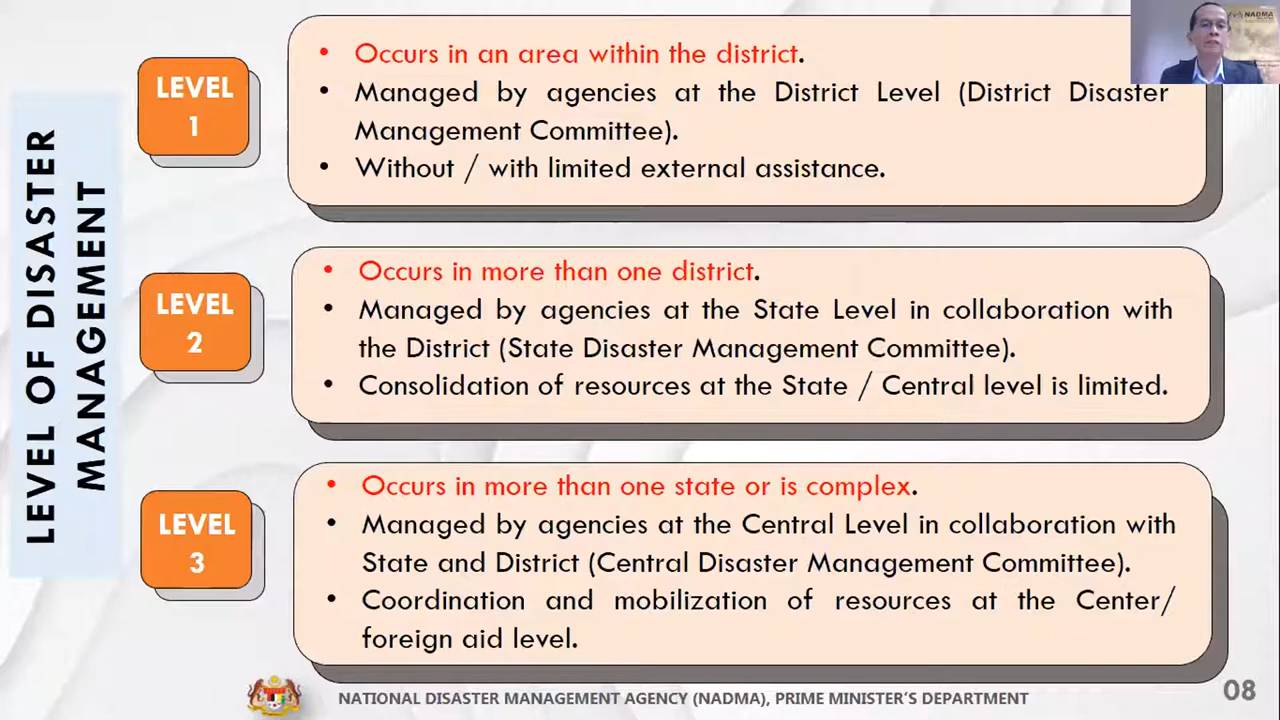 LEVEL OF DISASTER
MANAGEMENT
LEVEL
1
• Occurs in an area within the district.
• Managed by agencies at the District Level (District Disaster
Management Committee).
• Without / with limited external assistance.
LEVEL
2
• Occurs in more than one district.
• Managed by agencies at the State Level in collaboration with
the District (State Disaster Management Committee).
• Consolidation of resources at the State / Central level is limited.
LEVEL
3
• Occurs in more than one state or is complex.
• Managed by agencies at the Central Level in collaboration with
State and District (Central Disaster Management Committee).
• Coordination and mobilization of resources at the Center/
foreign aid level.
NADMA
NATIONAL DISASTER MANAGEMENT AGENCY (NADMA), PRIME MINISTER'S DEPARTMENT
08